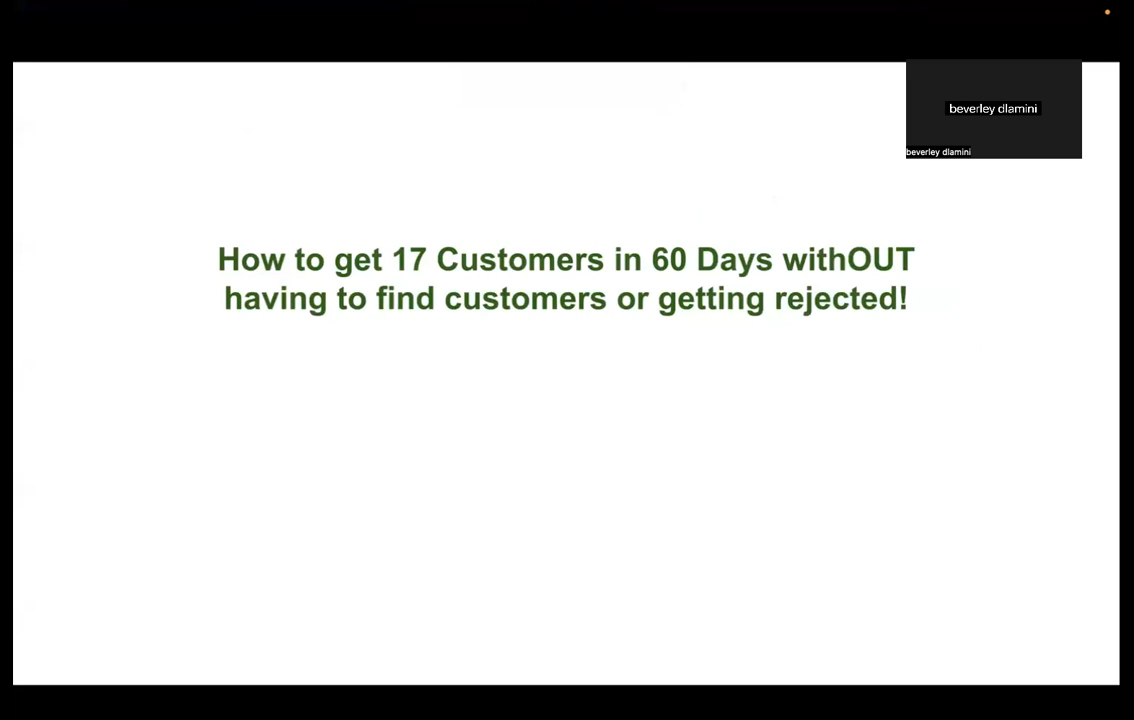 beverley dlamini
beverley dlamini
How to get 17 Customers in 60 Days withOUT
having to find customers or getting rejected!